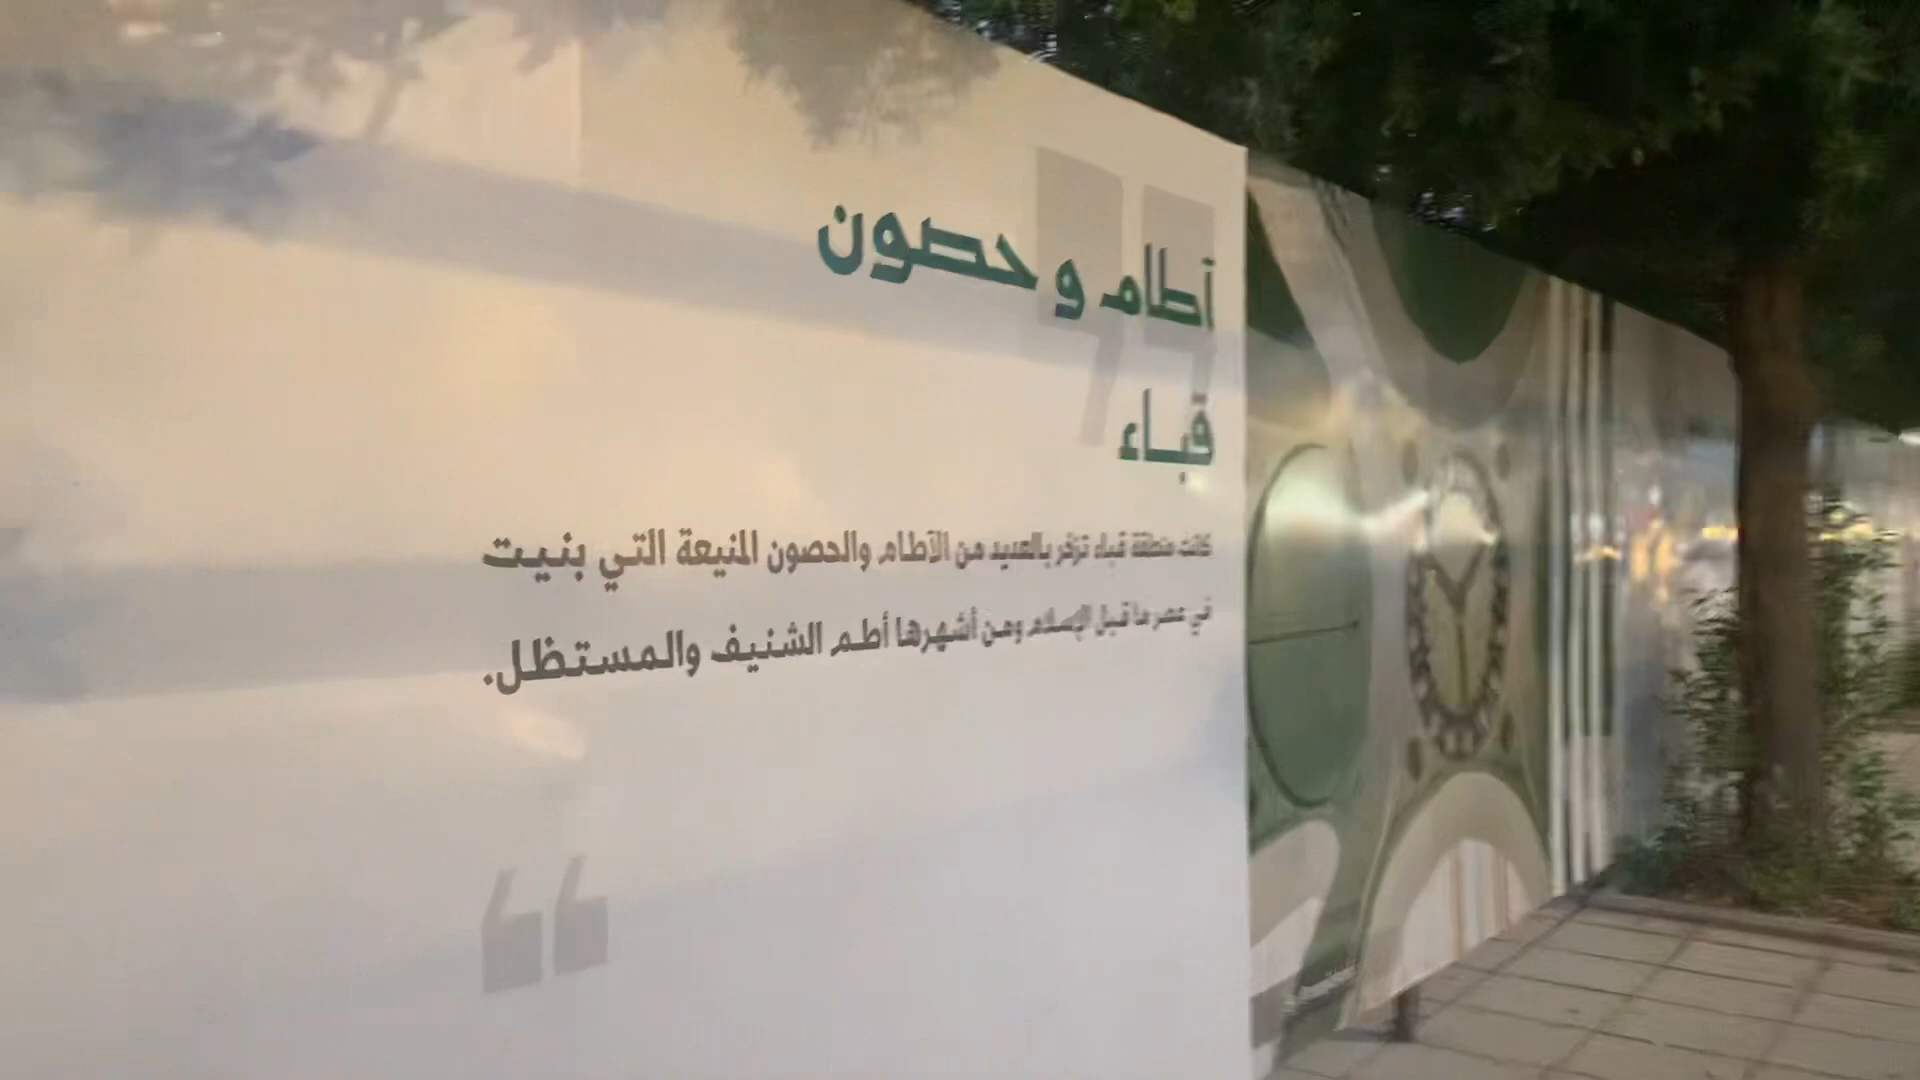 آطام و حصون
قباء
كانت منطقة قباء تزخر بالعديد من الآطام والحصون المنيعة التي بنيت
في عصر ما قبل الإسلام ومن أشهرها أطم الشنيف والمستظل.